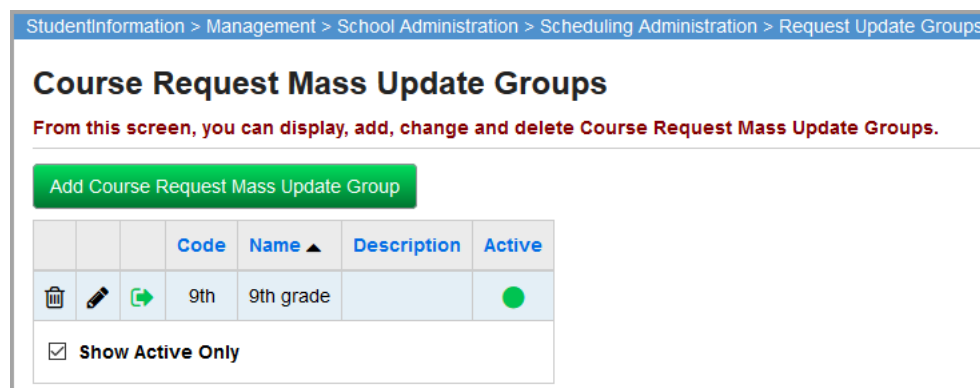 StudentInformation > Management > School Administration > Scheduling Administration > Request Update Groups
Course Request Mass Update Groups
From this screen, you can display, add, change and delete Course Request Mass Update Groups.
Add Course Request Mass Update Group
Code Name Description Active
9th 9th grade
Show Active Only